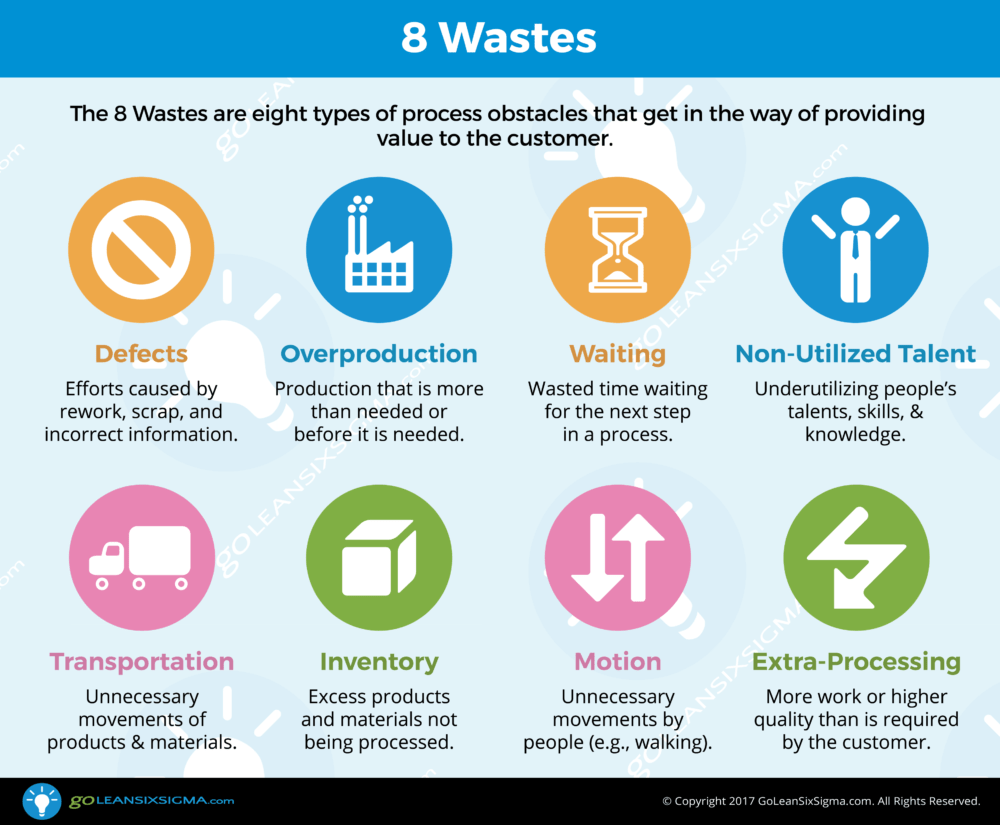 8 Wastes
The 8 Wastes are eight types of process obstacles that get in the way of providing
value to the customer.
Defects
Efforts caused by
rework, scrap, and
incorrect information.
Overproduction
Production that is more
than needed or
before it is needed.
Waiting
Wasted time waiting
for the next step
in a process.
Non-Utilized Talent
Underutilizing people’s
talents, skills, &
knowledge.
Transportation
Unnecessary
movements of
products & materials.
Inventory
Excess products
and materials not
being processed.
Motion
Unnecessary
movements by
people (e.g., walking).
Extra-Processing
More work or higher
quality than is required
by the customer.
goLEANSIXSIGMA.com
© Copyright 2017 GoLeanSixSigma.com. All Rights Reserved.
goLEANSIXSIGMA.com
goLEANSIXSIGMA.com